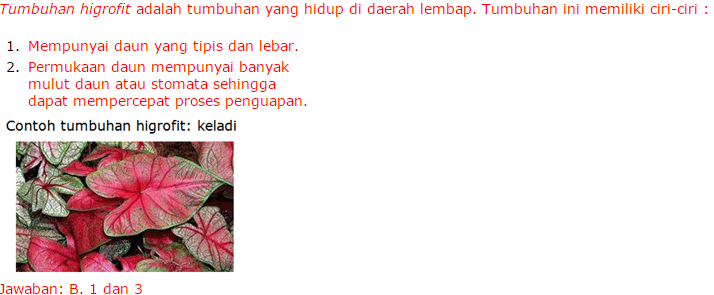 Tumbuhan higrofit adalah tumbuhan yang hidup di daerah lembap. Tumbuhan ini memiliki ciri-ciri :
1. Mempunyai daun yang tipis dan lebar.
2. Permukaan daun mempunyai banyak
mulut daun atau stomata sehingga
dapat mempercepat proses penguapan.
Contoh tumbuhan higrofit: keladi
Jawaban: B. 1 dan 3